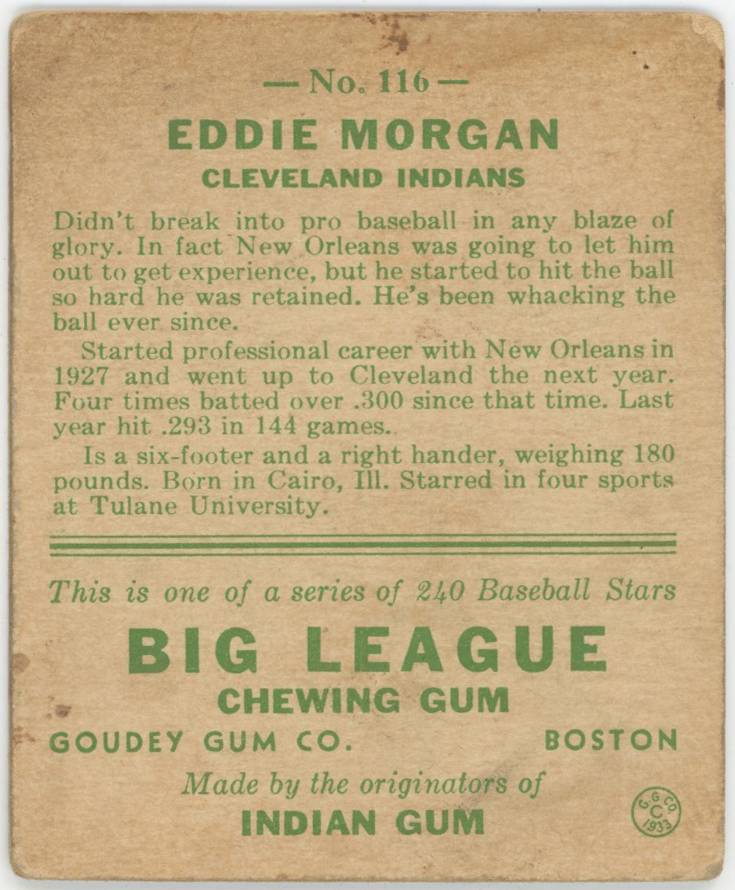 — No. 116 —
EDDIE MORGAN
CLEVELAND INDIANS
Didn't break into pro baseball in any blaze of
glory. In fact New Orleans was going to let him
out to get experience, but he started to hit the ball
so hard he was retained. He's been whacking the
ball ever since.
Started professional career with New Orleans in
1927 and went up to Cleveland the next year.
Four times batted over .300 since that time. Last
year hit .293 in 144 games.
Is a six-footer and a right hander, weighing 180
pounds. Born in Cairo, Ill. Starred in four sports
at Tulane University.
This is one of a series of 240 Baseball Stars
BIG LEAGUE
CHEWING GUM
GOUDEY GUM CO. BOSTON
Made by the originators of
INDIAN GUM
G.G.CO.
C
1933